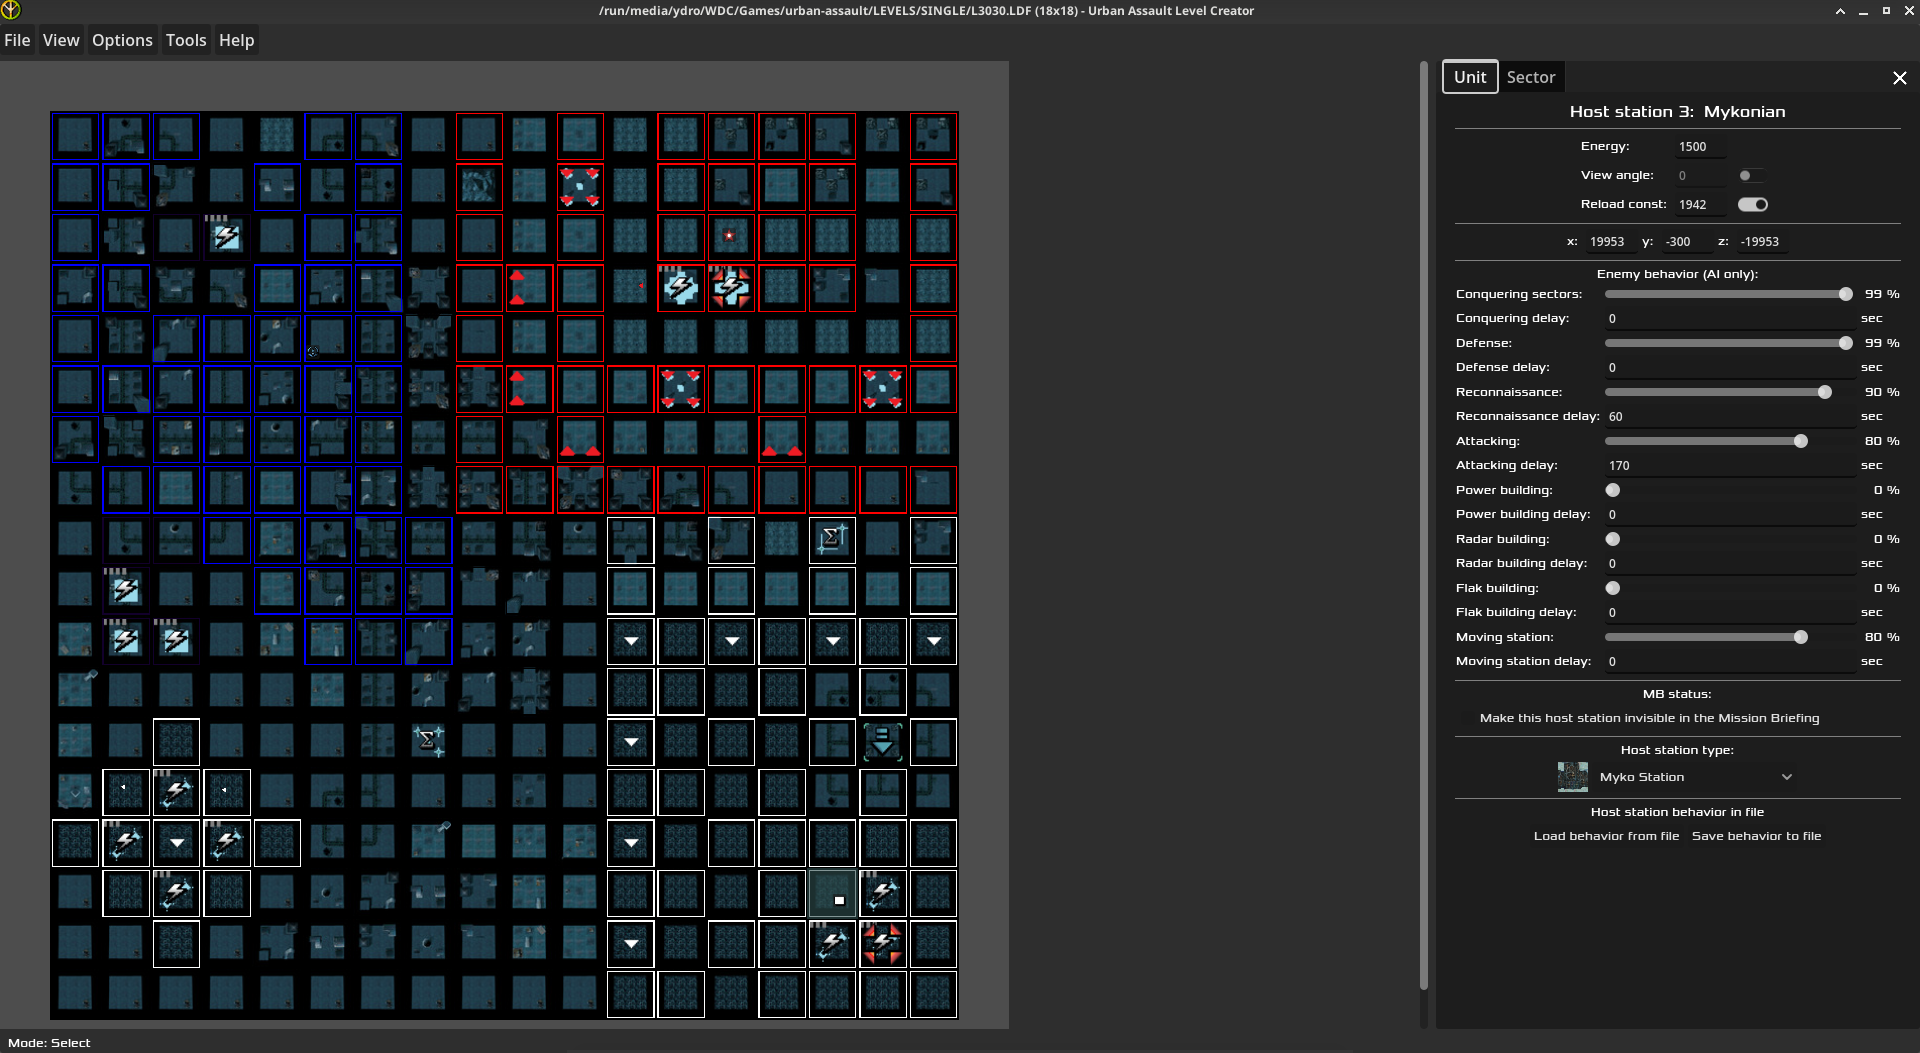 /run/media/ydro/WDC/Games/urban-assault/LEVELS/SINGLE/L3030.LDF (18x18) - Urban Assault Level Creator
File View Options Tools Help
Unit Sector
Host station 3: Mykonian
Energy: 1500
View angle: 0
Reload const: 1942
x: 19953 y: -300 z: -19953
Enemy behavior (AI only):
Conquering sectors: 99 %
Conquering delay: 0 sec
Defense: 99 %
Defense delay: 0 sec
Reconnaissance: 90 %
Reconnaissance delay: 60 sec
Attacking: 80 %
Attacking delay: 170 sec
Power building: 0 %
Power building delay: 0 sec
Radar building: 0 %
Radar building delay: 0 sec
Flak building: 0 %
Flak building delay: 0 sec
Moving station: 80 %
Moving station delay: 0 sec
MB status:
Make this host station invisible in the Mission Briefing
Host station type:
Myko Station
Host station behavior in file
Load behavior from file Save behavior to file
Mode: Select